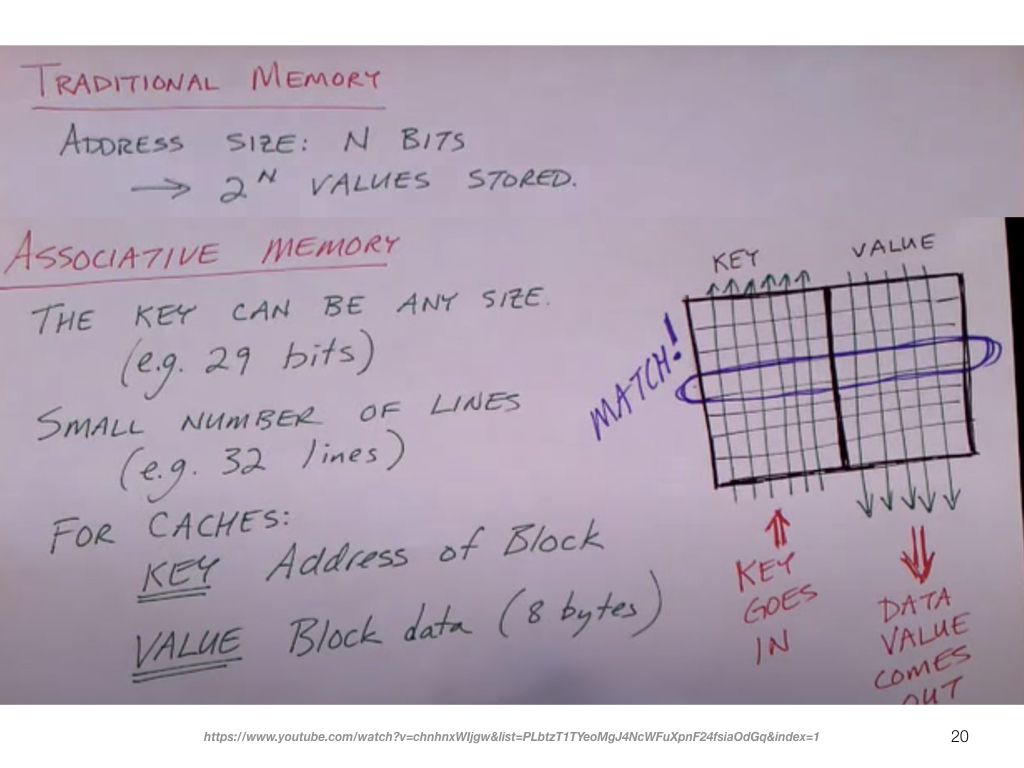 TRADITIONAL MEMORY
ADDRESS SIZE: N BITS
→ 2^N VALUES STORED.
ASSOCIATIVE MEMORY
THE KEY CAN BE ANY SIZE.
(e.g. 29 bits)
SMALL NUMBER OF LINES
(e.g. 32 lines)
FOR CACHES:
KEY Address of Block
VALUE Block data (8 bytes)
KEY VALUE
MATCH!
KEY
GOES
IN
DATA
VALUE
COMES
OUT
https://www.youtube.com/watch?v=chnhnxWIjgw&list=PLbtzT1TYeoMgJ4NcWFuXpnF24fsiaOdGq&index=1
20